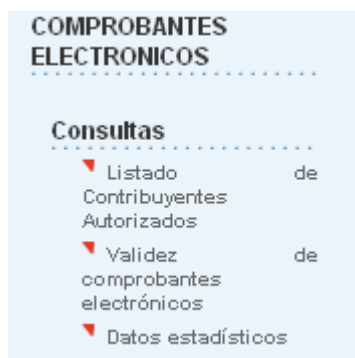 COMPROBANTES
ELECTRONICOS
Consultas
Listado de
Contribuyentes
Autorizados
Validez de
comprobantes
electrónicos
Datos estadísticos